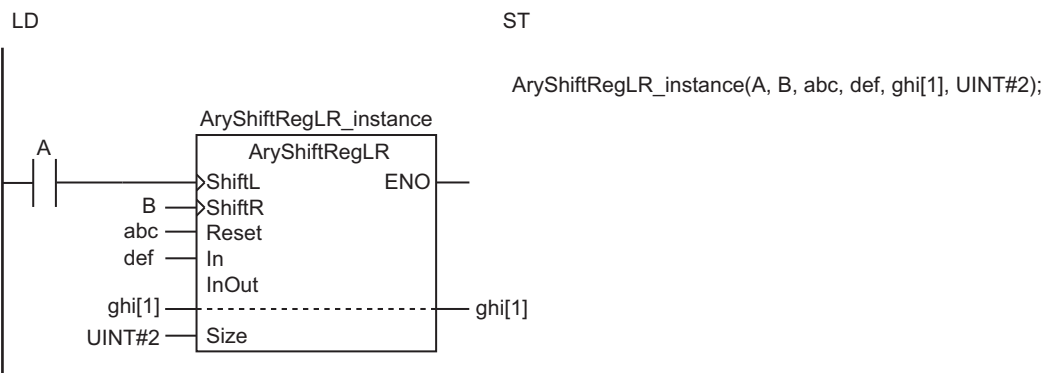 LD
ST
AryShiftRegLR_instance(A, B, abc, def, ghi[1], UINT#2);
AryShiftRegLR_instance
A
AryShiftRegLR
ShiftL ENO
B ShiftR
abc Reset
def In
InOut
ghi[1] ghi[1]
UINT#2 Size